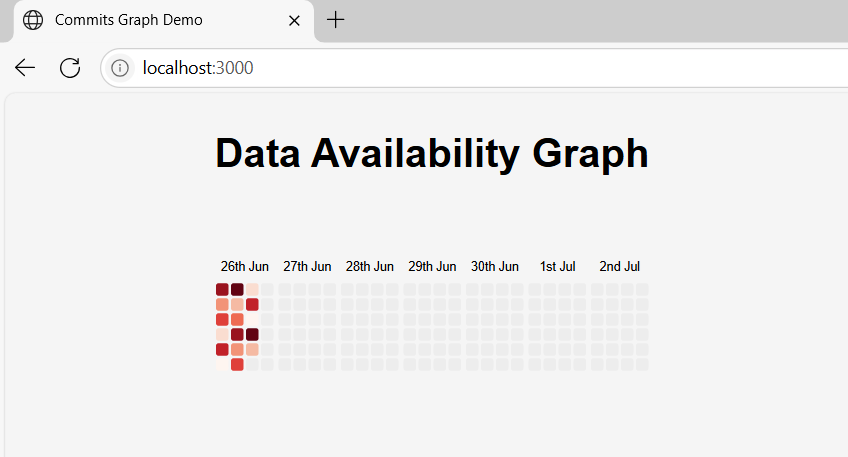 Commits Graph Demo
localhost:3000
Data Availability Graph
26th Jun 27th Jun 28th Jun 29th Jun 30th Jun 1st Jul 2nd Jul